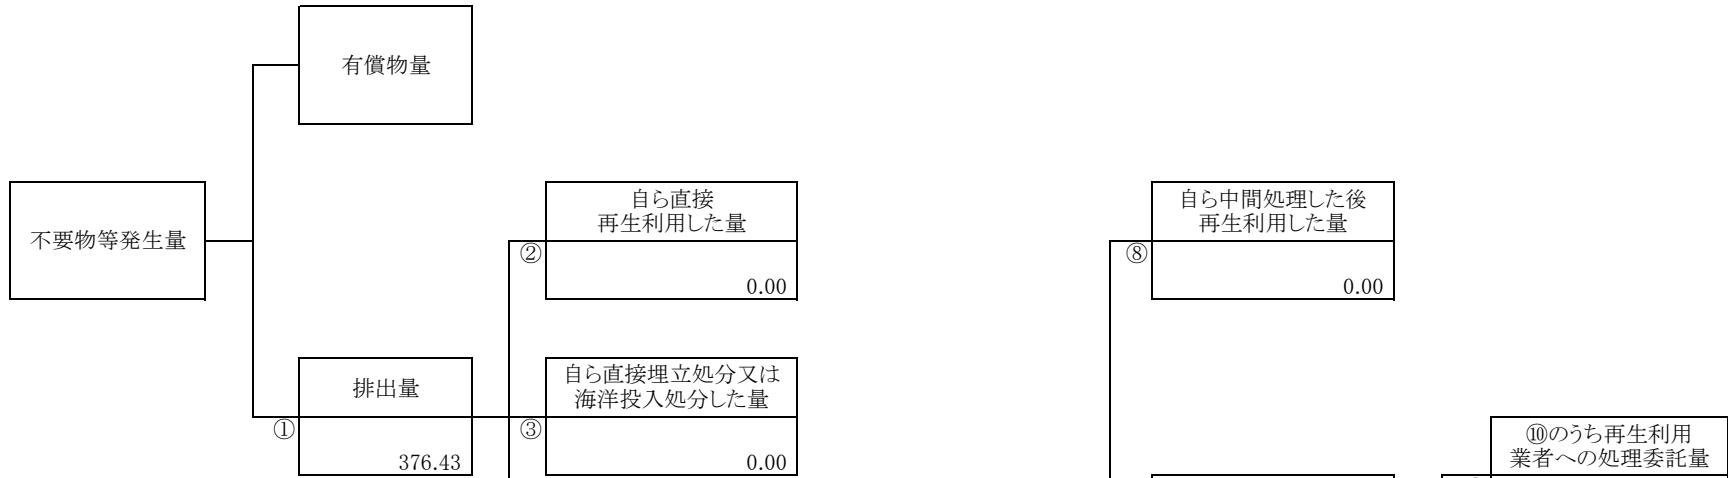 有償物量
不要物等発生量
自ら直接
再生利用した量
②
0.00
自ら中間処理した後
再生利用した量
⑧
0.00
排出量
①
376.43
自ら直接埋立処分又は
海洋投入処分した量
③
0.00
⑩のうち再生利用
業者への処理委託量